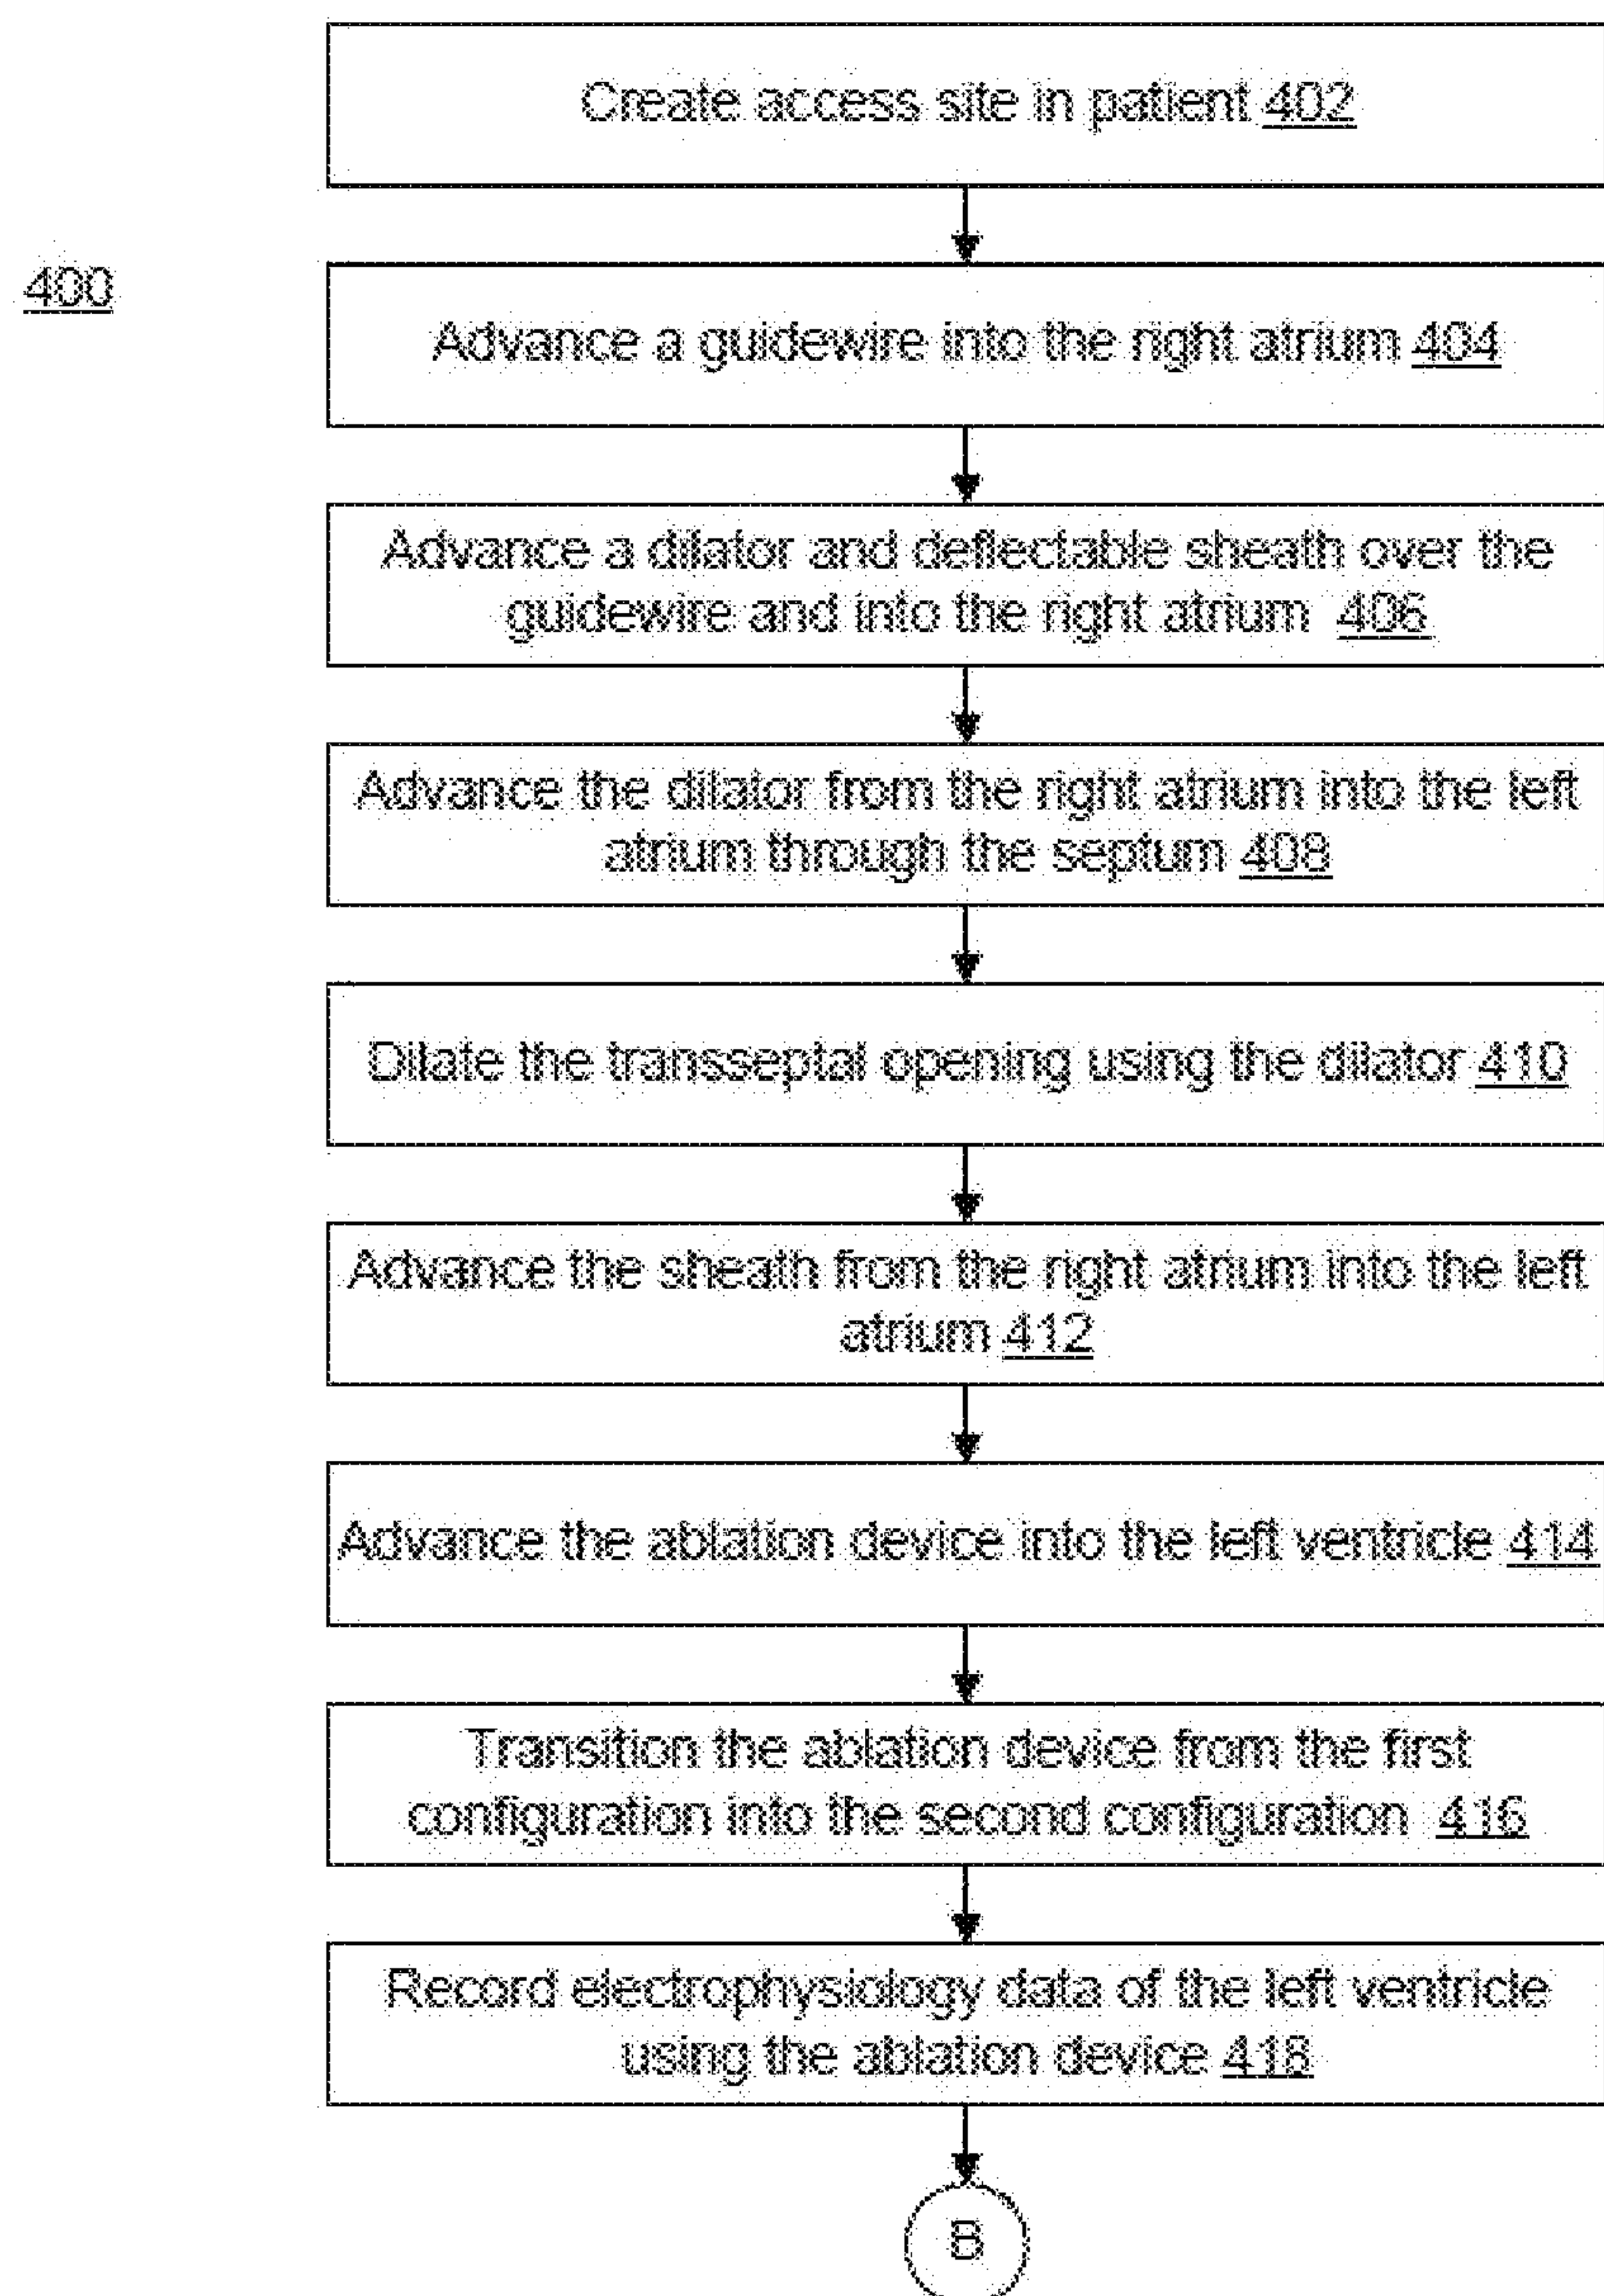 Create access site in patient 402
400
Advance a guidewire into the right atrium 404
Advance a dilator and deflectable sheath over the
guidewire and into the right atrium 406
Advance the dilator from the right atrium into the left
atrium through the septum 408
Dilate the transseptal opening using the dilator 410
Advance the sheath from the right atrium into the left
atrium 412
Advance the ablation device into the left ventricle 414
Transition the ablation device from the first
configuration into the second configuration 416
Record electrophysiology data of the left ventricle
using the ablation device 418
B